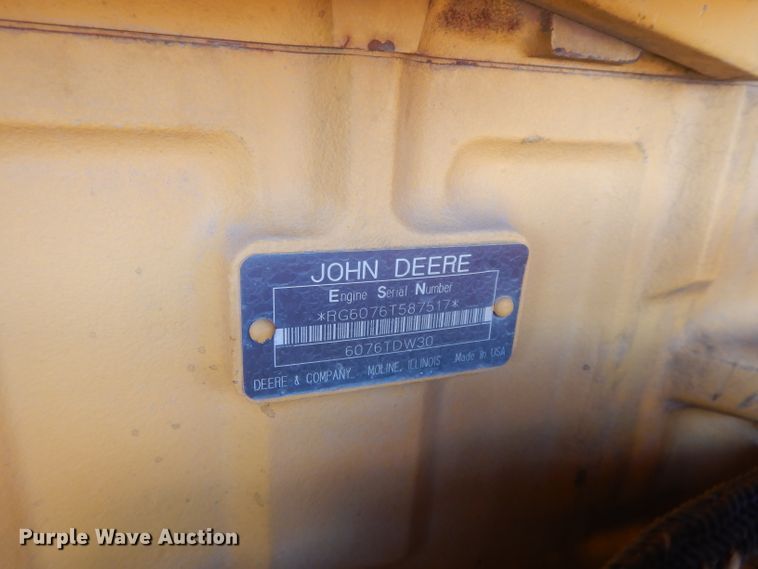 JOHN DEERE
Engine Serial Number
*RG6076T587517*
6076TDW30
DEERE & COMPANY MOLINE, ILLINOIS Made in USA
Purple Wave Auction